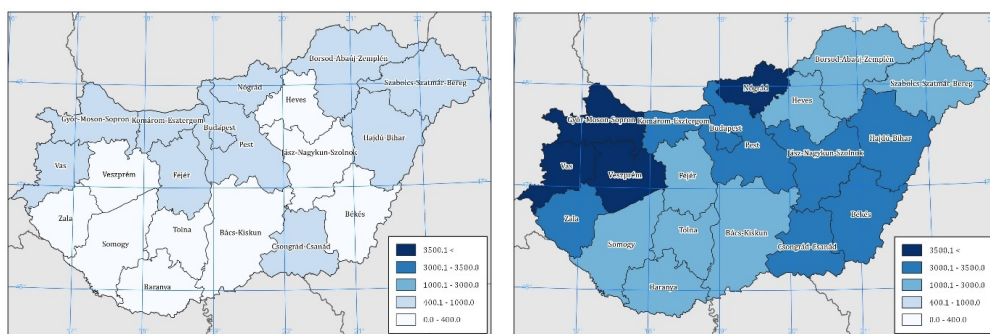 Borsod-Abaúj-Zemplén
Szabolcs-Szatmár-Bereg
Nógrád
Heves
Győr-Moson-Sopron
Komárom-Esztergom
Budapest
Pest
Hajdú-Bihar
Jász-Nagykun-Szolnok
Vas
Veszprém
Fejér
Zala
Somogy
Tolna
Bács-Kiskun
Békés
Csongrád-Csanád
Baranya
3500.1 <
3000.1 - 3500.0
1000.1 - 3000.0
400.1 - 1000.0
0.0 - 400.0
Borsod-Abaúj-Zemplén
Szabolcs-Szatmár-Bereg
Nógrád
Heves
Győr-Moson-Sopron
Komárom-Esztergom
Budapest
Pest
Hajdú-Bihar
Jász-Nagykun-Szolnok
Vas
Veszprém
Fejér
Zala
Somogy
Tolna
Bács-Kiskun
Békés
Csongrád-Csanád
Baranya
3500.1 <
3000.1 - 3500.0
1000.1 - 3000.0
400.1 - 1000.0
0.0 - 400.0